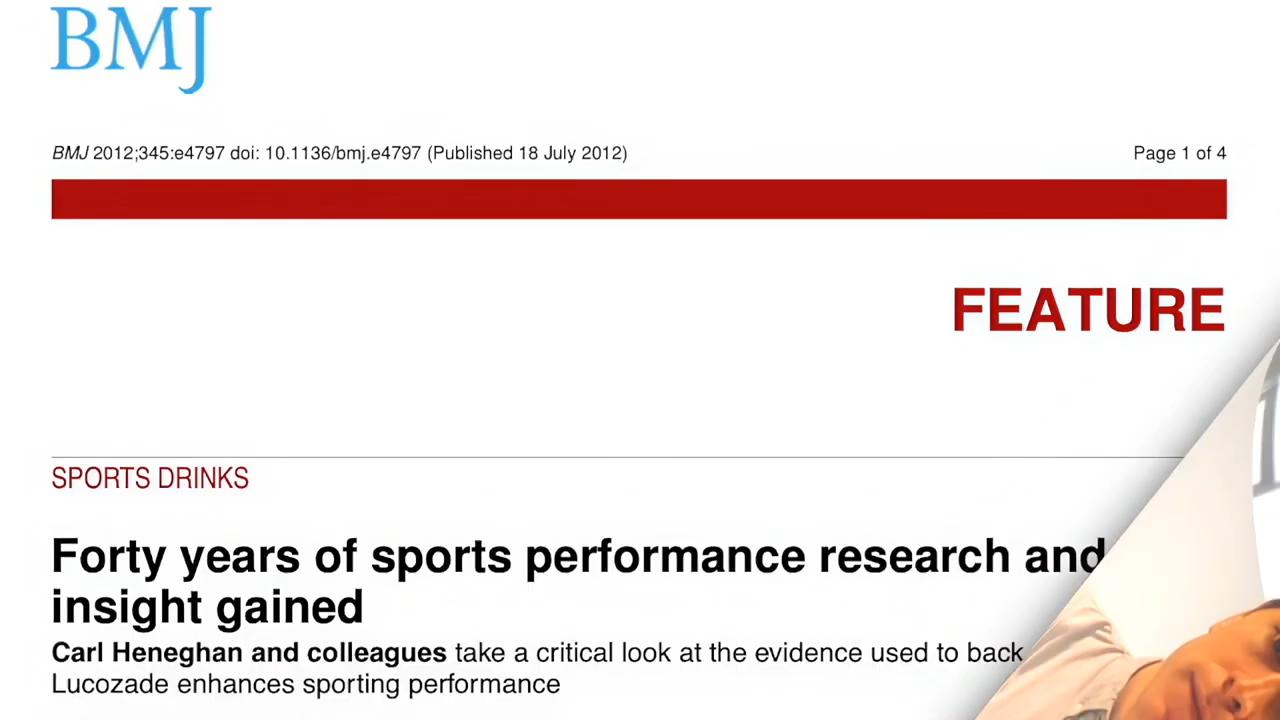 BMJ
BMJ 2012;345:e4797 doi: 10.1136/bmj.e4797 (Published 18 July 2012)
Page 1 of 4
FEATURE
SPORTS DRINKS
Forty years of sports performance research and
insight gained
Carl Heneghan and colleagues take a critical look at the evidence used to back
Lucozade enhances sporting performance